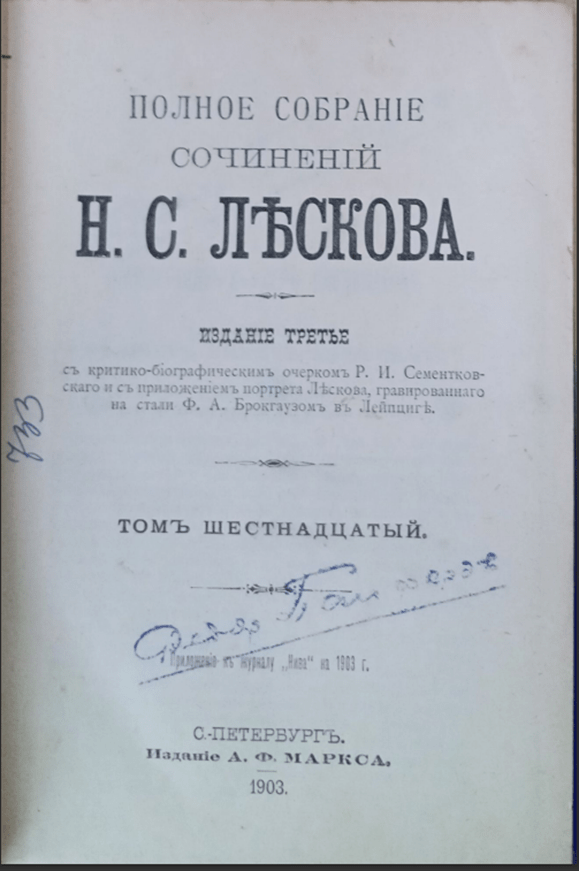 ПОЛНОЕ СОБРАНІЕ
СОЧИНЕНІЙ
Н. С. ЛѢСКОВА.
ИЗДАНІЕ ТРЕТЬЕ
съ критико-біографическимъ очеркомъ Р. И. Сементков-
скаго и съ приложеніемъ портрета Лѣскова, гравированнаго
на стали Ф. А. Брокгаузомъ въ Лейпцигѣ.
733
ТОМЪ ШЕСТНАДЦАТЫЙ.
Приложеніе къ журналу „Нива“ на 1903 г.
С.-ПЕТЕРБУРГЪ.
Изданіе А. Ф. МАРКСА.
1903.